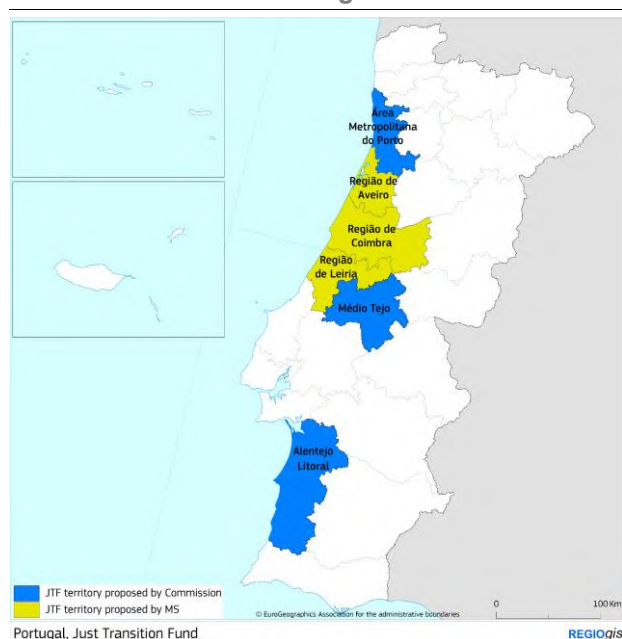 Área
Metropolitana
do Porto
Região de
Aveiro
Região de
Coimbra
Região
de Leiria
Médio Tejo
Alentejo
Litoral
JTF territory proposed by Commission
JTF territory proposed by MS
© EuroGeographics Association for the administrative boundaries
0 100 Km
Portugal, Just Transition Fund
REGIOgis